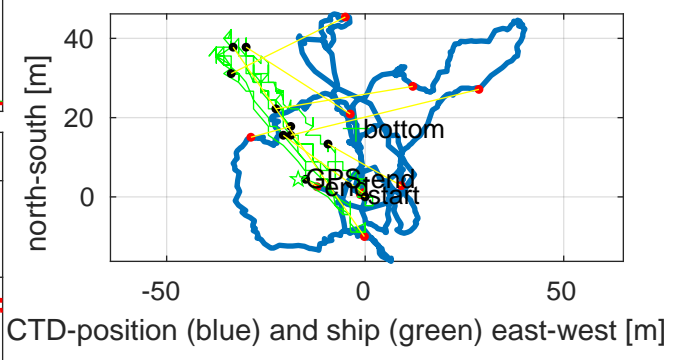 40
20
0
north-south [m]
bottom
GPS end
end
start
-50
0
50
CTD-position (blue) and ship (green) east-west [m]